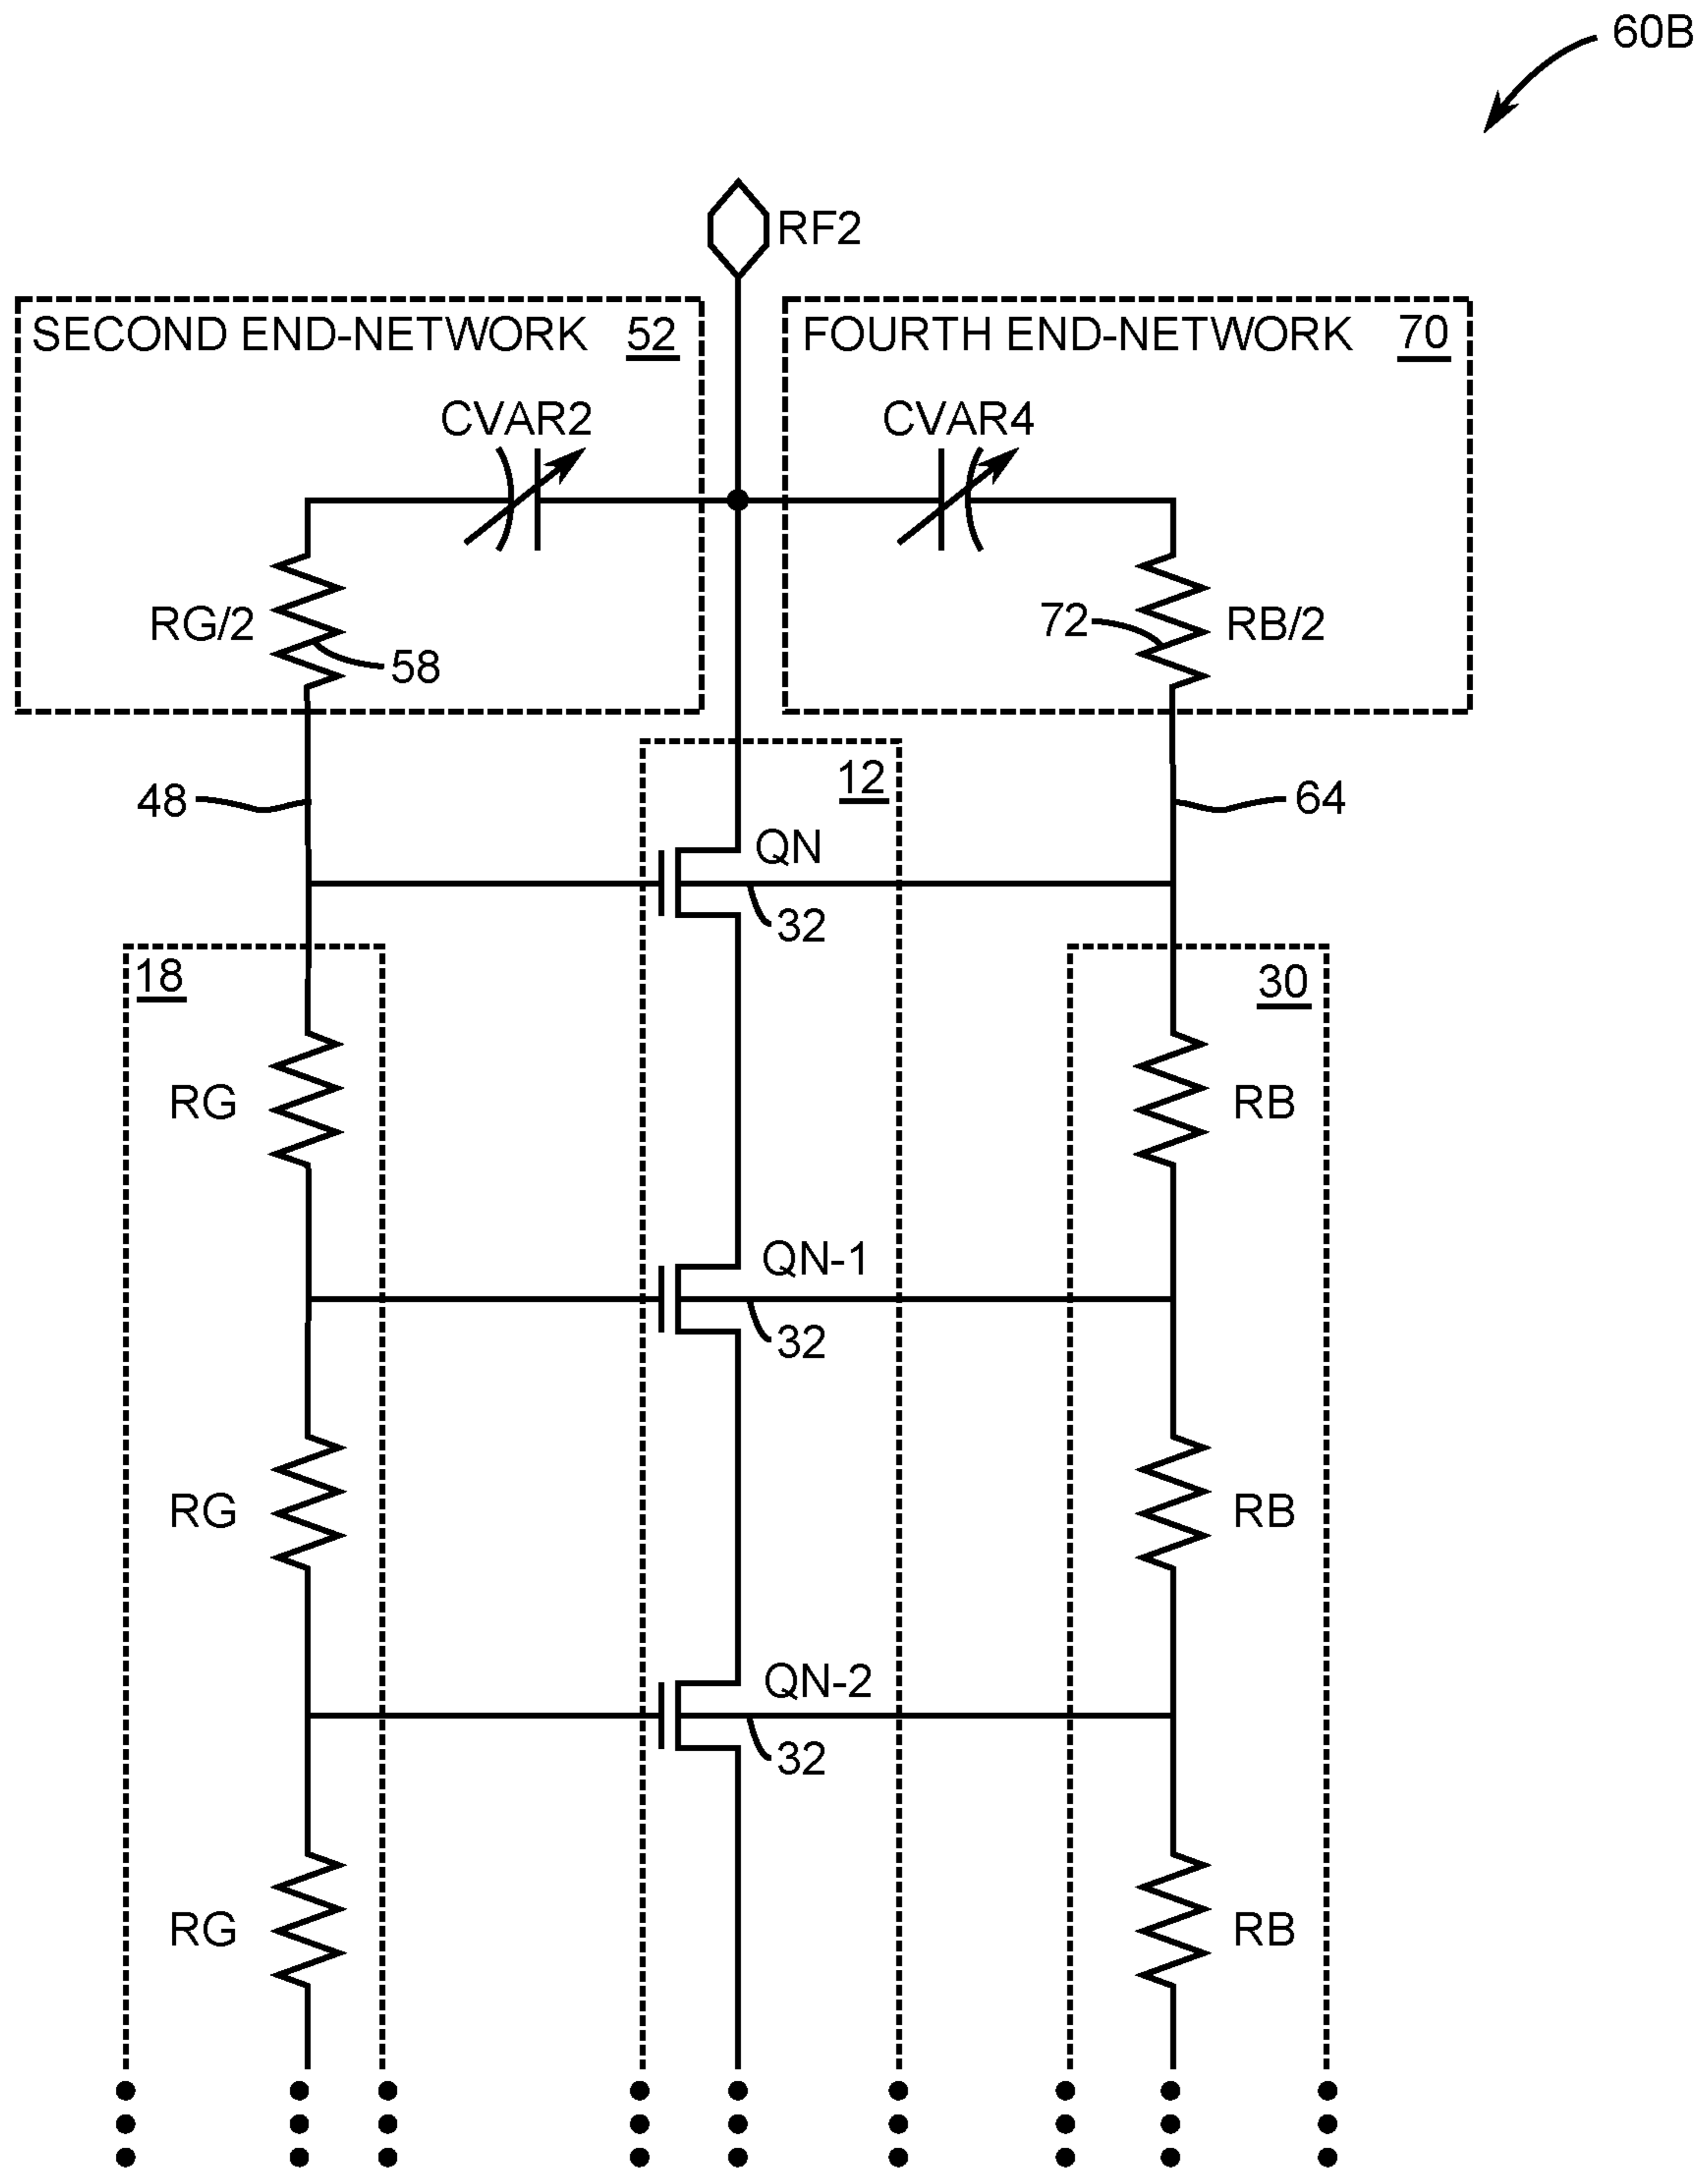 60B
RF2
SECOND END-NETWORK 52
FOURTH END-NETWORK 70
CVAR2
CVAR4
RG/2
58
72
RB/2
48
12
64
QN
32
18
30
RG
RB
QN-1
32
RG
RB
QN-2
32
RG
RB